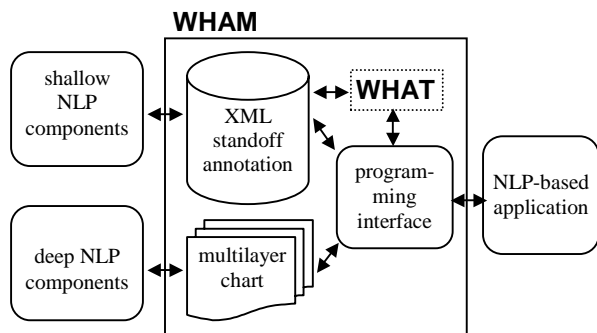 WHAM
shallow
NLP
components
XML
standoff
annotation
WHAT
program-
ming
interface
NLP-based
application
deep NLP
components
multilayer
chart